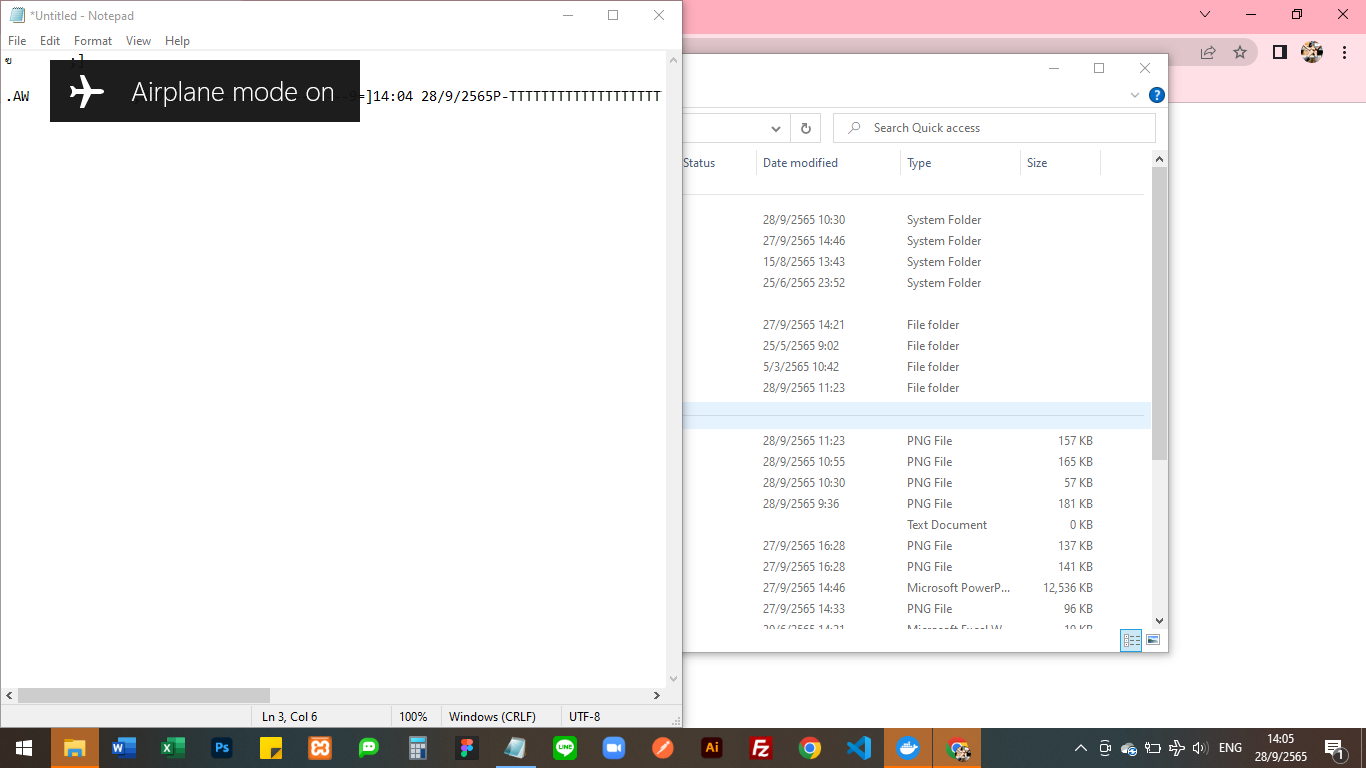 *Untitled - Notepad
File Edit Format View Help
ฃ ;]
Airplane mode on
.AW =]14:04 28/9/2565P-TTTTTTTTTTTTTTTTTTT
Ln 3, Col 6 100% Windows (CRLF) UTF-8
Search Quick access
Status Date modified Type Size
28/9/2565 10:30 System Folder
27/9/2565 14:46 System Folder
15/8/2565 13:43 System Folder
25/6/2565 23:52 System Folder
27/9/2565 14:21 File folder
25/5/2565 9:02 File folder
5/3/2565 10:42 File folder
28/9/2565 11:23 File folder
28/9/2565 11:23 PNG File 157 KB
28/9/2565 10:55 PNG File 165 KB
28/9/2565 10:30 PNG File 57 KB
28/9/2565 9:36 PNG File 181 KB
Text Document 0 KB
27/9/2565 16:28 PNG File 137 KB
27/9/2565 16:28 PNG File 141 KB
27/9/2565 14:46 Microsoft PowerP... 12,536 KB
27/9/2565 14:33 PNG File 96 KB
ENG 14:05
28/9/2565